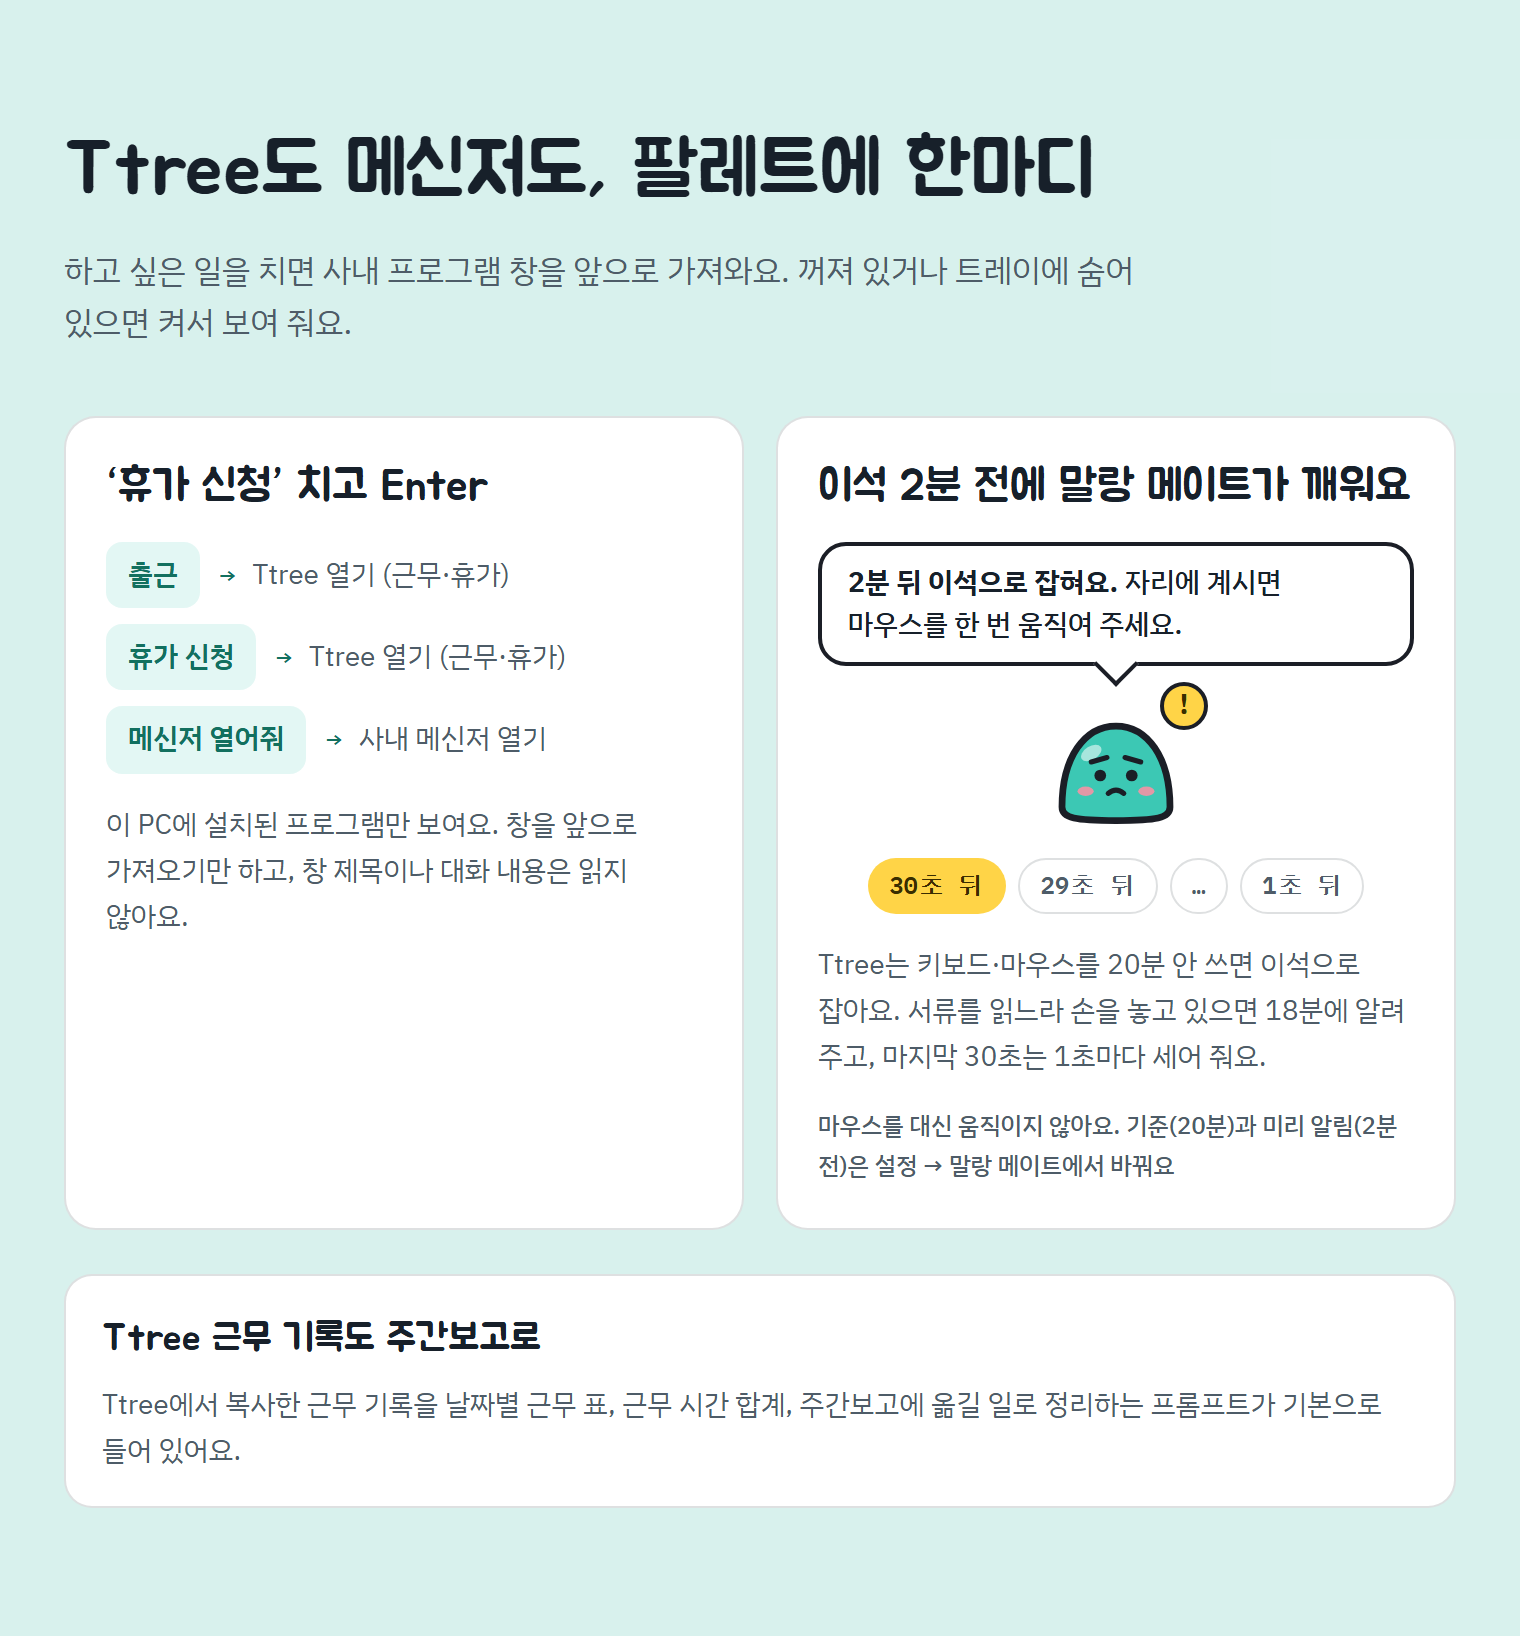 Ttree도 메신저도, 팔레트에 한마디
하고 싶은 일을 치면 사내 프로그램 창을 앞으로 가져와요. 꺼져 있거나 트레이에 숨어
있으면 켜서 보여 줘요.
‘휴가 신청’ 치고 Enter
출근 → Ttree 열기 (근무·휴가)
휴가 신청 → Ttree 열기 (근무·휴가)
메신저 열어줘 → 사내 메신저 열기
이 PC에 설치된 프로그램만 보여요. 창을 앞으로
가져오기만 하고, 창 제목이나 대화 내용은 읽지
않아요.
이석 2분 전에 말랑 메이트가 깨워요
2분 뒤 이석으로 잡혀요. 자리에 계시면
마우스를 한 번 움직여 주세요.
!
30초 뒤 29초 뒤 … 1초 뒤
Ttree는 키보드·마우스를 20분 안 쓰면 이석으로
잡아요. 서류를 읽느라 손을 놓고 있으면 18분에 알려
주고, 마지막 30초는 1초마다 세어 줘요.
마우스를 대신 움직이지 않아요. 기준(20분)과 미리 알림(2분
전)은 설정 → 말랑 메이트에서 바꿔요
Ttree 근무 기록도 주간보고로
Ttree에서 복사한 근무 기록을 날짜별 근무 표, 근무 시간 합계, 주간보고에 옮길 일로 정리하는 프롬프트가 기본으로
들어 있어요.